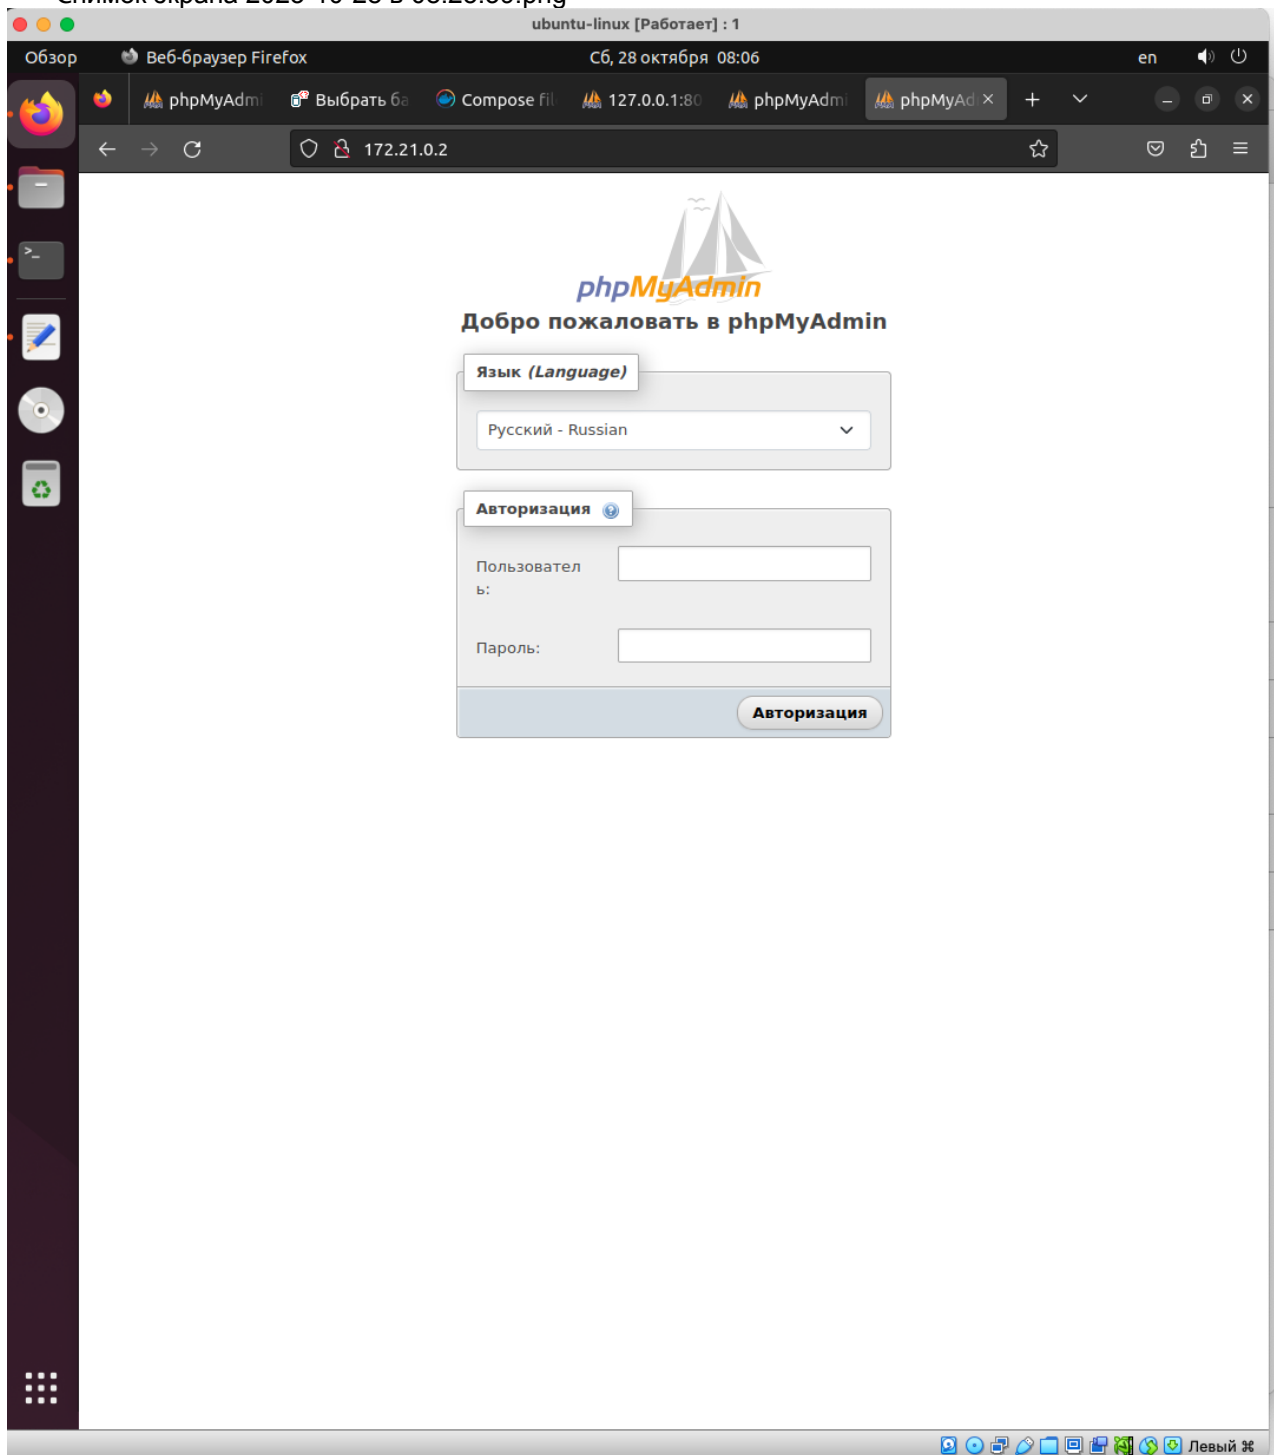 ubuntu-linux [Работает] : 1
Обзор Веб-браузер Firefox Сб, 28 октября 08:06 en
phpMyAdmi Выбрать ба Compose fil 127.0.0.1:80 phpMyAdmi phpMyAd
172.21.0.2
phpMyAdmin
Добро пожаловать в phpMyAdmin
Язык (Language)
Русский - Russian
Авторизация
Пользовател
ь:
Пароль:
Авторизация
Левый ⌘